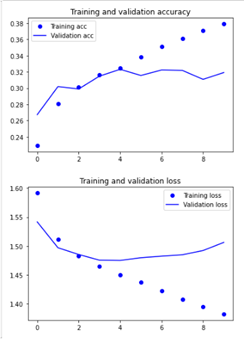 Training and validation accuracy
0.38
0.36
0.34
0.32
0.30
0.28
0.26
0.24
Training acc
Validation acc
0 2 4 6 8
Training and validation loss
1.60
1.55
1.50
1.45
1.40
Training loss
Validation loss
0 2 4 6 8